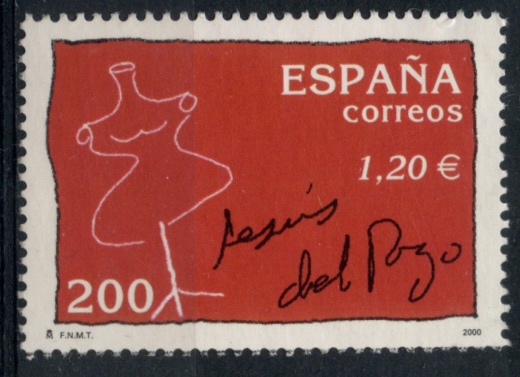 ESPAÑA
correos
1,20 €
Jesús
del Pozo
200
F.N.M.T.
2000